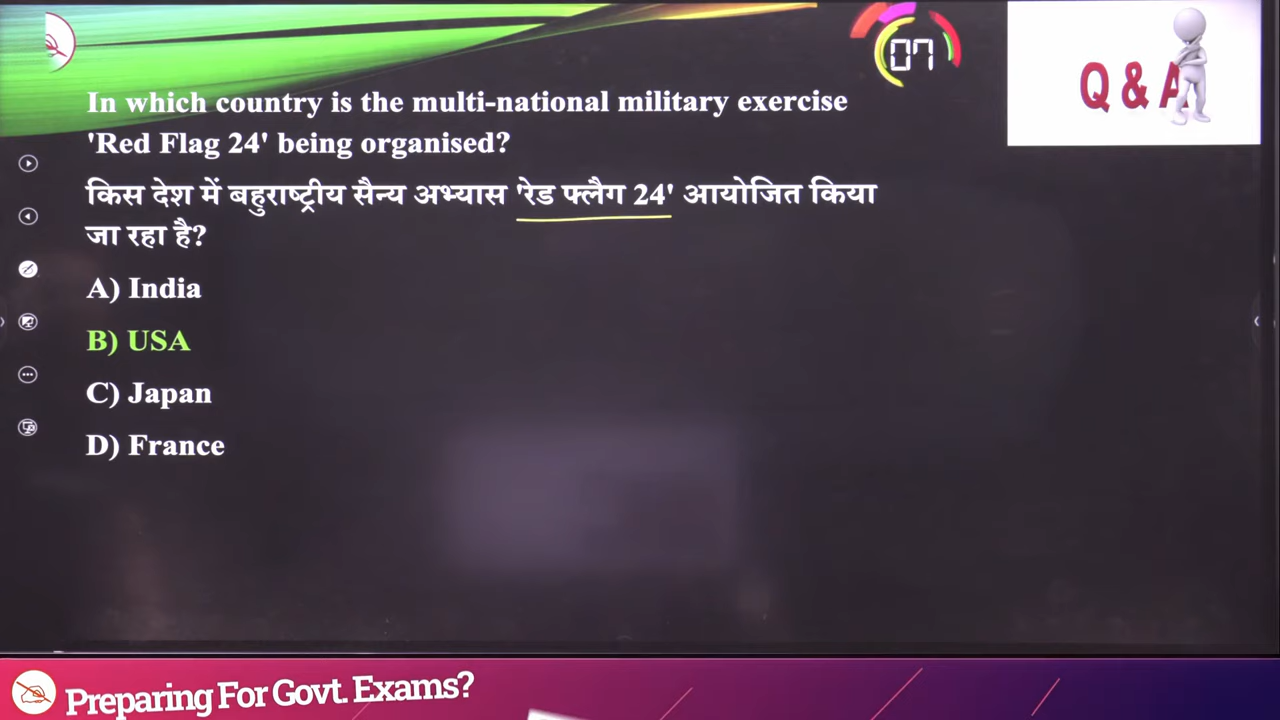 07
Q & A
In which country is the multi-national military exercise
'Red Flag 24' being organised?
किस देश में बहुराष्ट्रीय सैन्य अभ्यास 'रेड फ्लैग 24' आयोजित किया
जा रहा है?
A) India
B) USA
C) Japan
D) France
Preparing For Govt. Exams?